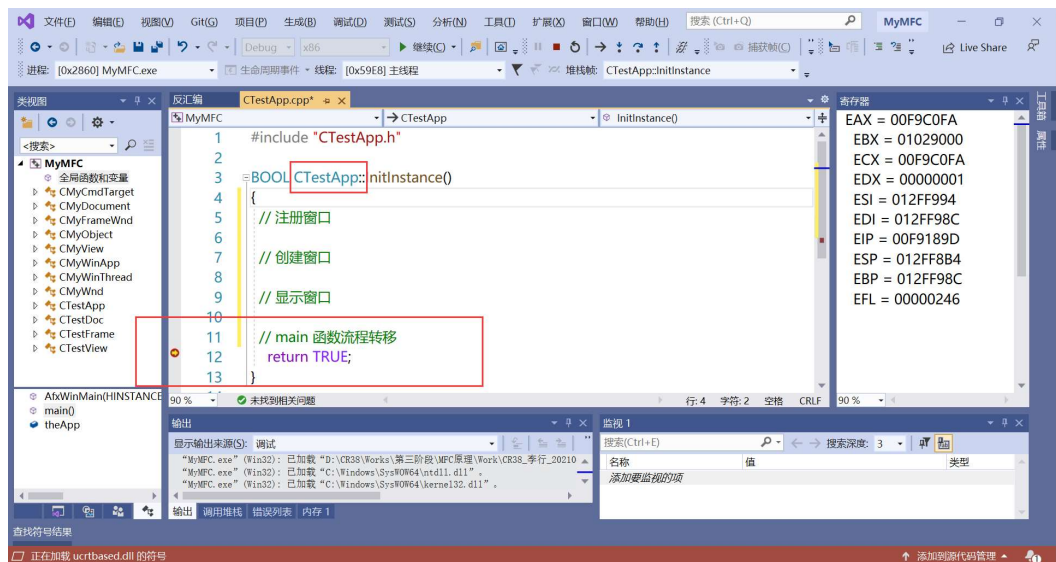 文件(F) 编辑(E) 视图(V) Git(G) 项目(P) 生成(B) 调试(D) 测试(S) 分析(N) 工具(T) 扩展(X) 窗口(W) 帮助(H) 搜索 (Ctrl+Q) MyMFC
Debug x86 继续(C) 捕获帧(C) Live Share
进程: [0x2860] MyMFC.exe 生命周期事件 线程: [0x59E8] 主线程 堆栈帧: CTestApp::InitInstance
类视图
<搜索>
MyMFC
全局函数和变量
CMyCmdTarget
CMyDocument
CMyFrameWnd
CMyObject
CMyView
CMyWinApp
CMyWinThread
CMyWnd
CTestApp
CTestDoc
CTestFrame
CTestView
AfxWinMain(HINSTANCE
main()
theApp
反汇编 CTestApp.cpp*
MyMFC CTestApp InitInstance()
1 #include "CTestApp.h"
2
3 BOOL CTestApp::InitInstance()
4 {
5 // 注册窗口
6
7 // 创建窗口
8
9 // 显示窗口
10
11 // main 函数流程转移
12 return TRUE;
13 }
90 % 未找到相关问题 行: 4 字符: 2 空格 CRLF
寄存器
EAX = 00F9C0FA
EBX = 01029000
ECX = 00F9C0FA
EDX = 00000001
ESI = 012FF994
EDI = 012FF98C
EIP = 00F9189D
ESP = 012FF8B4
EBP = 012FF98C
EFL = 00000246
90 %
工具箱
属性
输出
显示输出来源(S): 调试
“MyMFC.exe”(Win32): 已加载“D:\CR38\Works\第三阶段\MFC原理\Work\CR38_李行_20210
“MyMFC.exe”(Win32): 已加载“C:\Windows\SysWOW64\ntdll.dll”。
“MyMFC.exe”(Win32): 已加载“C:\Windows\SysWOW64\kernel32.dll”。
输出 调用堆栈 错误列表 内存 1
监视 1
搜索(Ctrl+E) 搜索深度: 3
名称 值 类型
添加要监视的项
查找符号结果
正在加载 ucrtbased.dll 的符号 添加到源代码管理 1